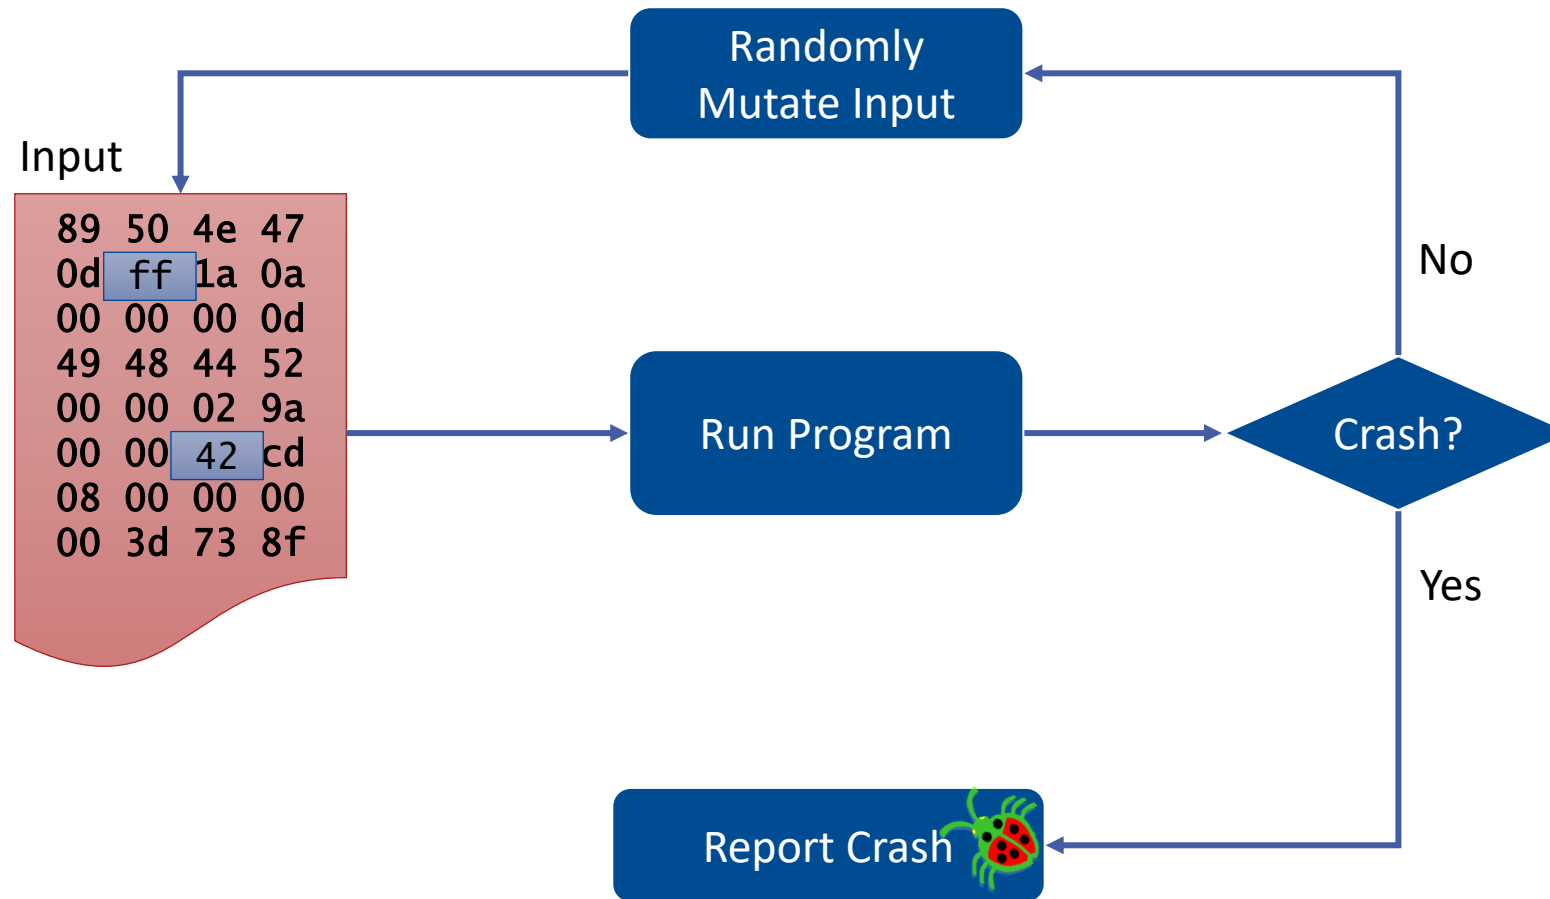 Randomly
Mutate Input
Input
89 50 4e 47
0d ff 1a 0a
00 00 00 0d
49 48 44 52
00 00 02 9a
00 00 42 cd
08 00 00 00
00 3d 73 8f
No
Run Program
Crash?
Yes
Report Crash